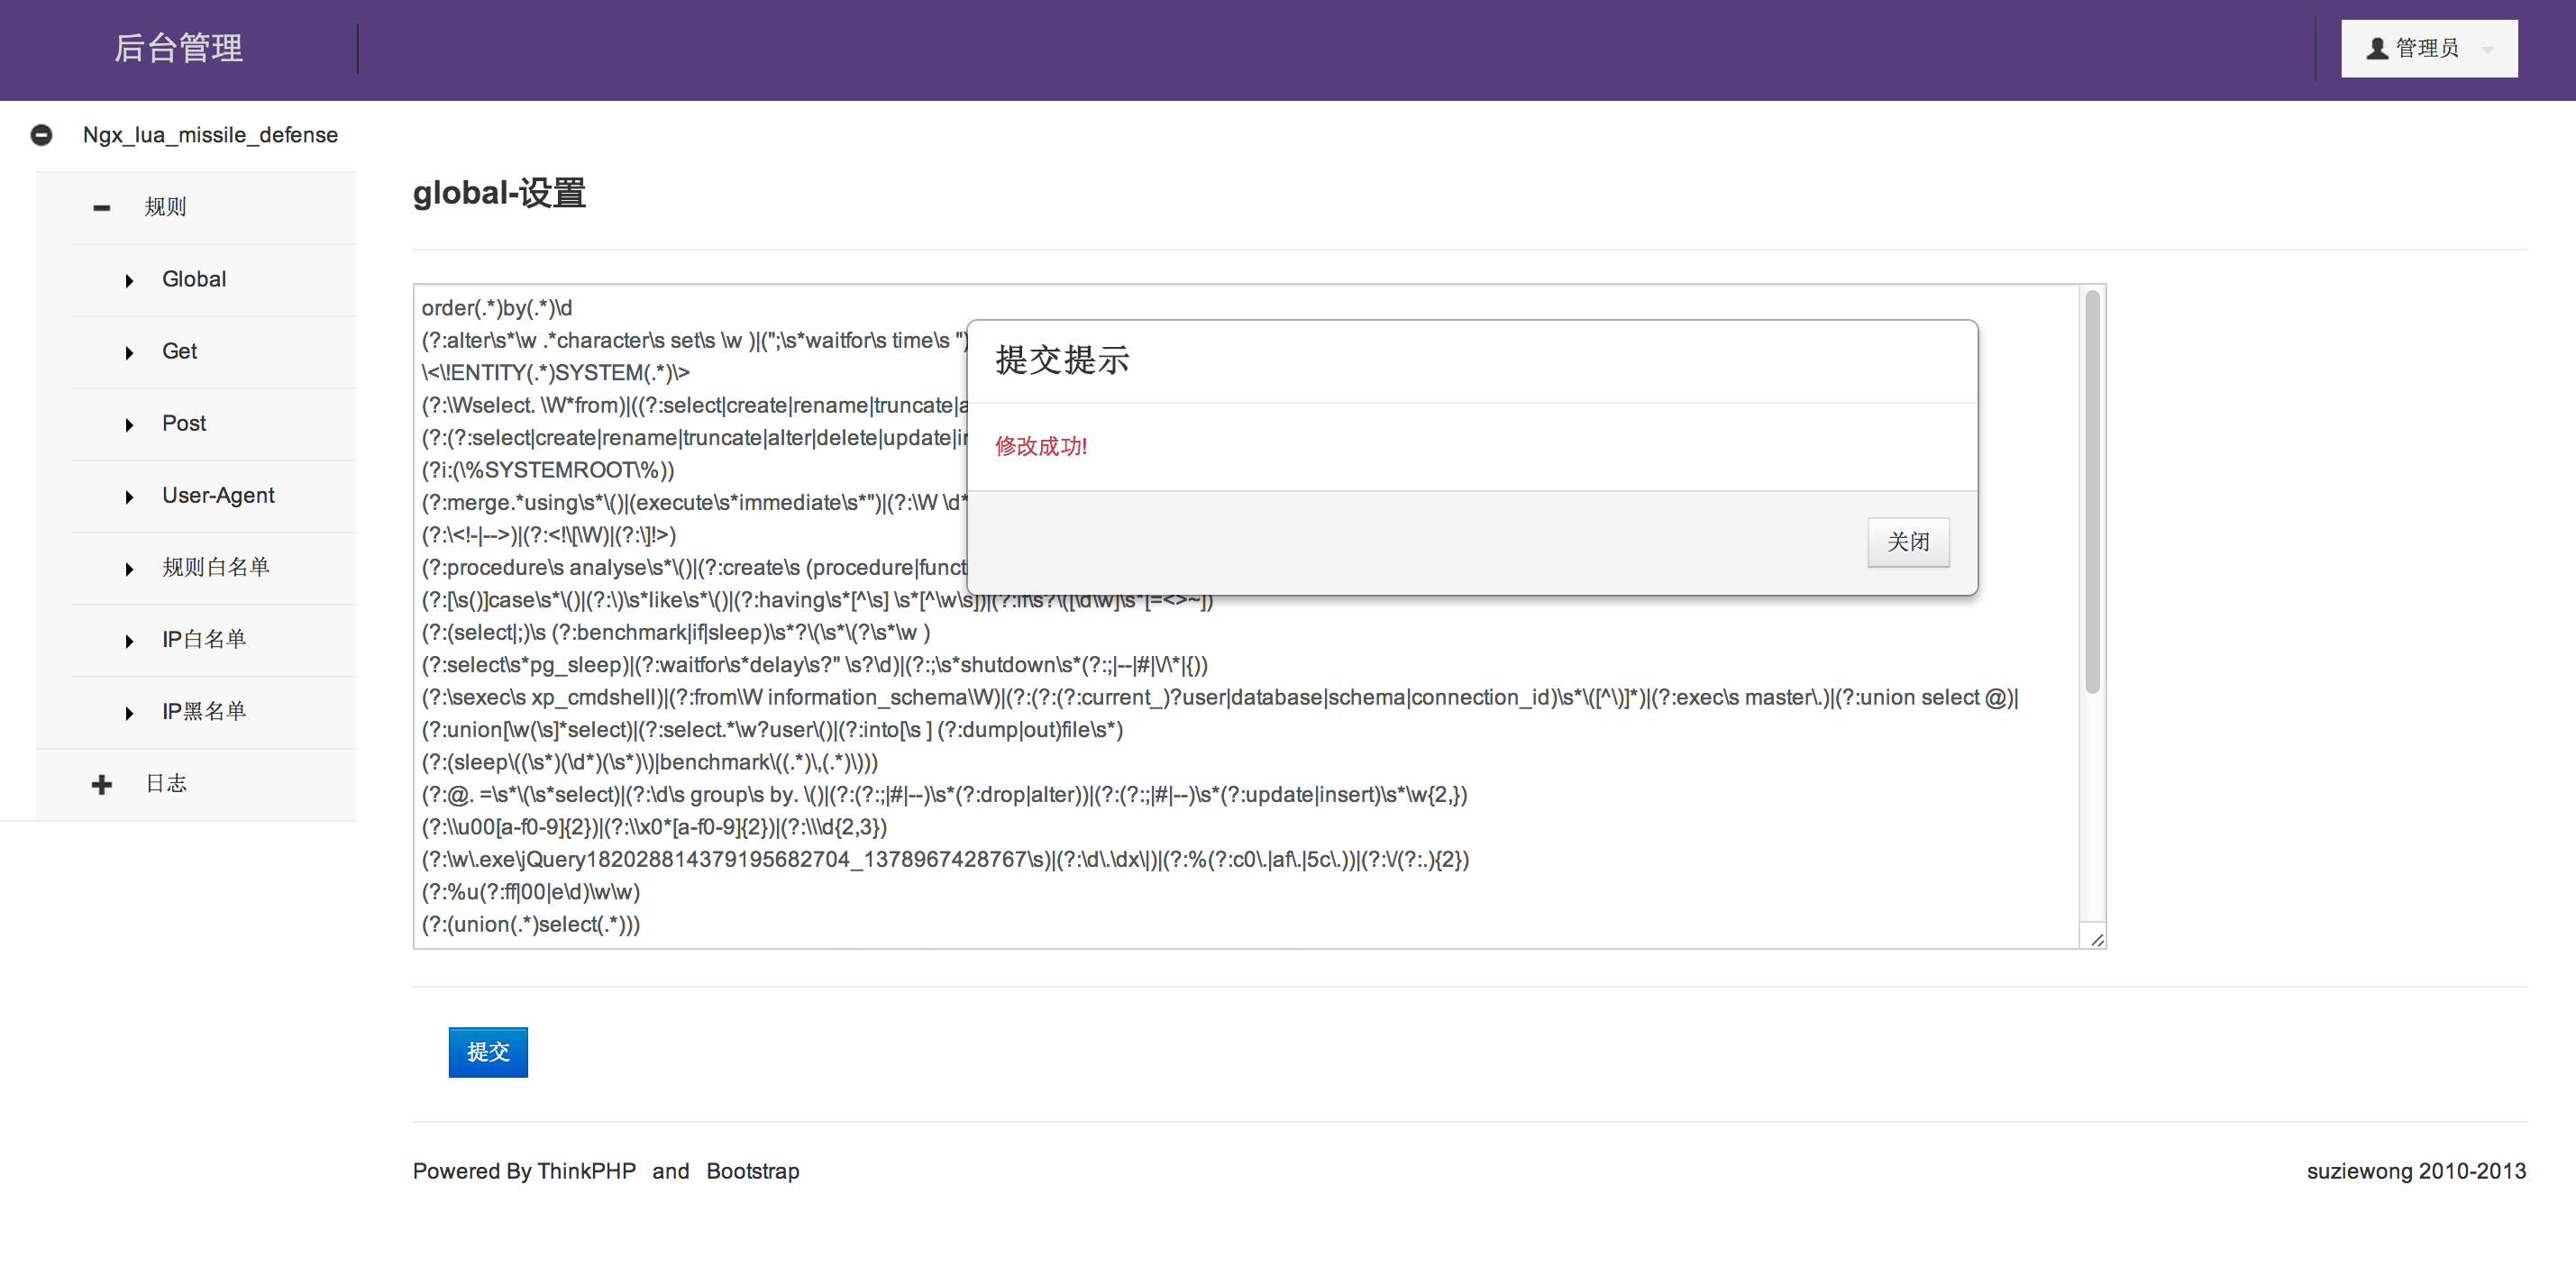 后台管理
管理员
Ngx_lua_missile_defense
规则
Global
Get
Post
User-Agent
规则白名单
IP白名单
IP黑名单
日志
global-设置
order(.*)by(.*)\d
(?:alter\s*\w .*character\s set\s \w )|(";\s*waitfor\s time\s ")
\<\!ENTITY(.*)SYSTEM(.*)\>
(?:\Wselect. \W*from)|((?:select|create|rename|truncate|a
(?:(?:select|create|rename|truncate|alter|delete|update|in
(?i:(\%SYSTEMROOT\%))
(?:merge.*using\s*\()|(execute\s*immediate\s*")|(?:\W \d*
(?:\<!-|-->)|(?:<!\[\W)|(?:\]!>)
(?:procedure\s analyse\s*\()|(?:create\s (procedure|funct
(?:[\s()]case\s*\()|(?:\)\s*like\s*\()|(?:having\s*[^\s] \s*[^\w\s])|(?:if\s?\([\d\w]\s*[=<>~])
(?:(select|;)\s (?:benchmark|if|sleep)\s*?\(\s*\(?\s*\w )
(?:select\s*pg_sleep)|(?:waitfor\s*delay\s?" \s?\d)|(?:;\s*shutdown\s*(?:;|--|#|\/\*|{))
(?:\sexec\s xp_cmdshell)|(?:from\W information_schema\W)|(?:(?:(?:current_)?user|database|schema|connection_id)\s*\([^\)]*)|(?:exec\s master\.)|(?:union select @)|
(?:union[\w(\s]*select)|(?:select.*\w?user\()|(?:into[\s ] (?:dump|out)file\s*)
(?:(sleep\((\s*)(\d*)(\s*)\)|benchmark\((.*)\,(.*)\)))
(?:@. =\s*\(\s*select)|(?:\d\s group\s by. \()|(?:(?:;|#|--)\s*(?:drop|alter))|(?:(?:;|#|--)\s*(?:update|insert)\s*\w{2,})
(?:\\u00[a-f0-9]{2})|(?:\\x0*[a-f0-9]{2})|(?:\\\d{2,3})
(?:\w\.exe\jQuery182028814379195682704_1378967428767\s)|(?:\d\.\dx\|)|(?:%(?:c0\.|af\.|5c\.))|(?:\/(?:.){2})
(?:%u(?:ff|00|e\d)\w\w)
(?:(union(.*)select(.*)))
提交提示
修改成功!
关闭
提交
Powered By ThinkPHP and Bootstrap
suziewong 2010-2013